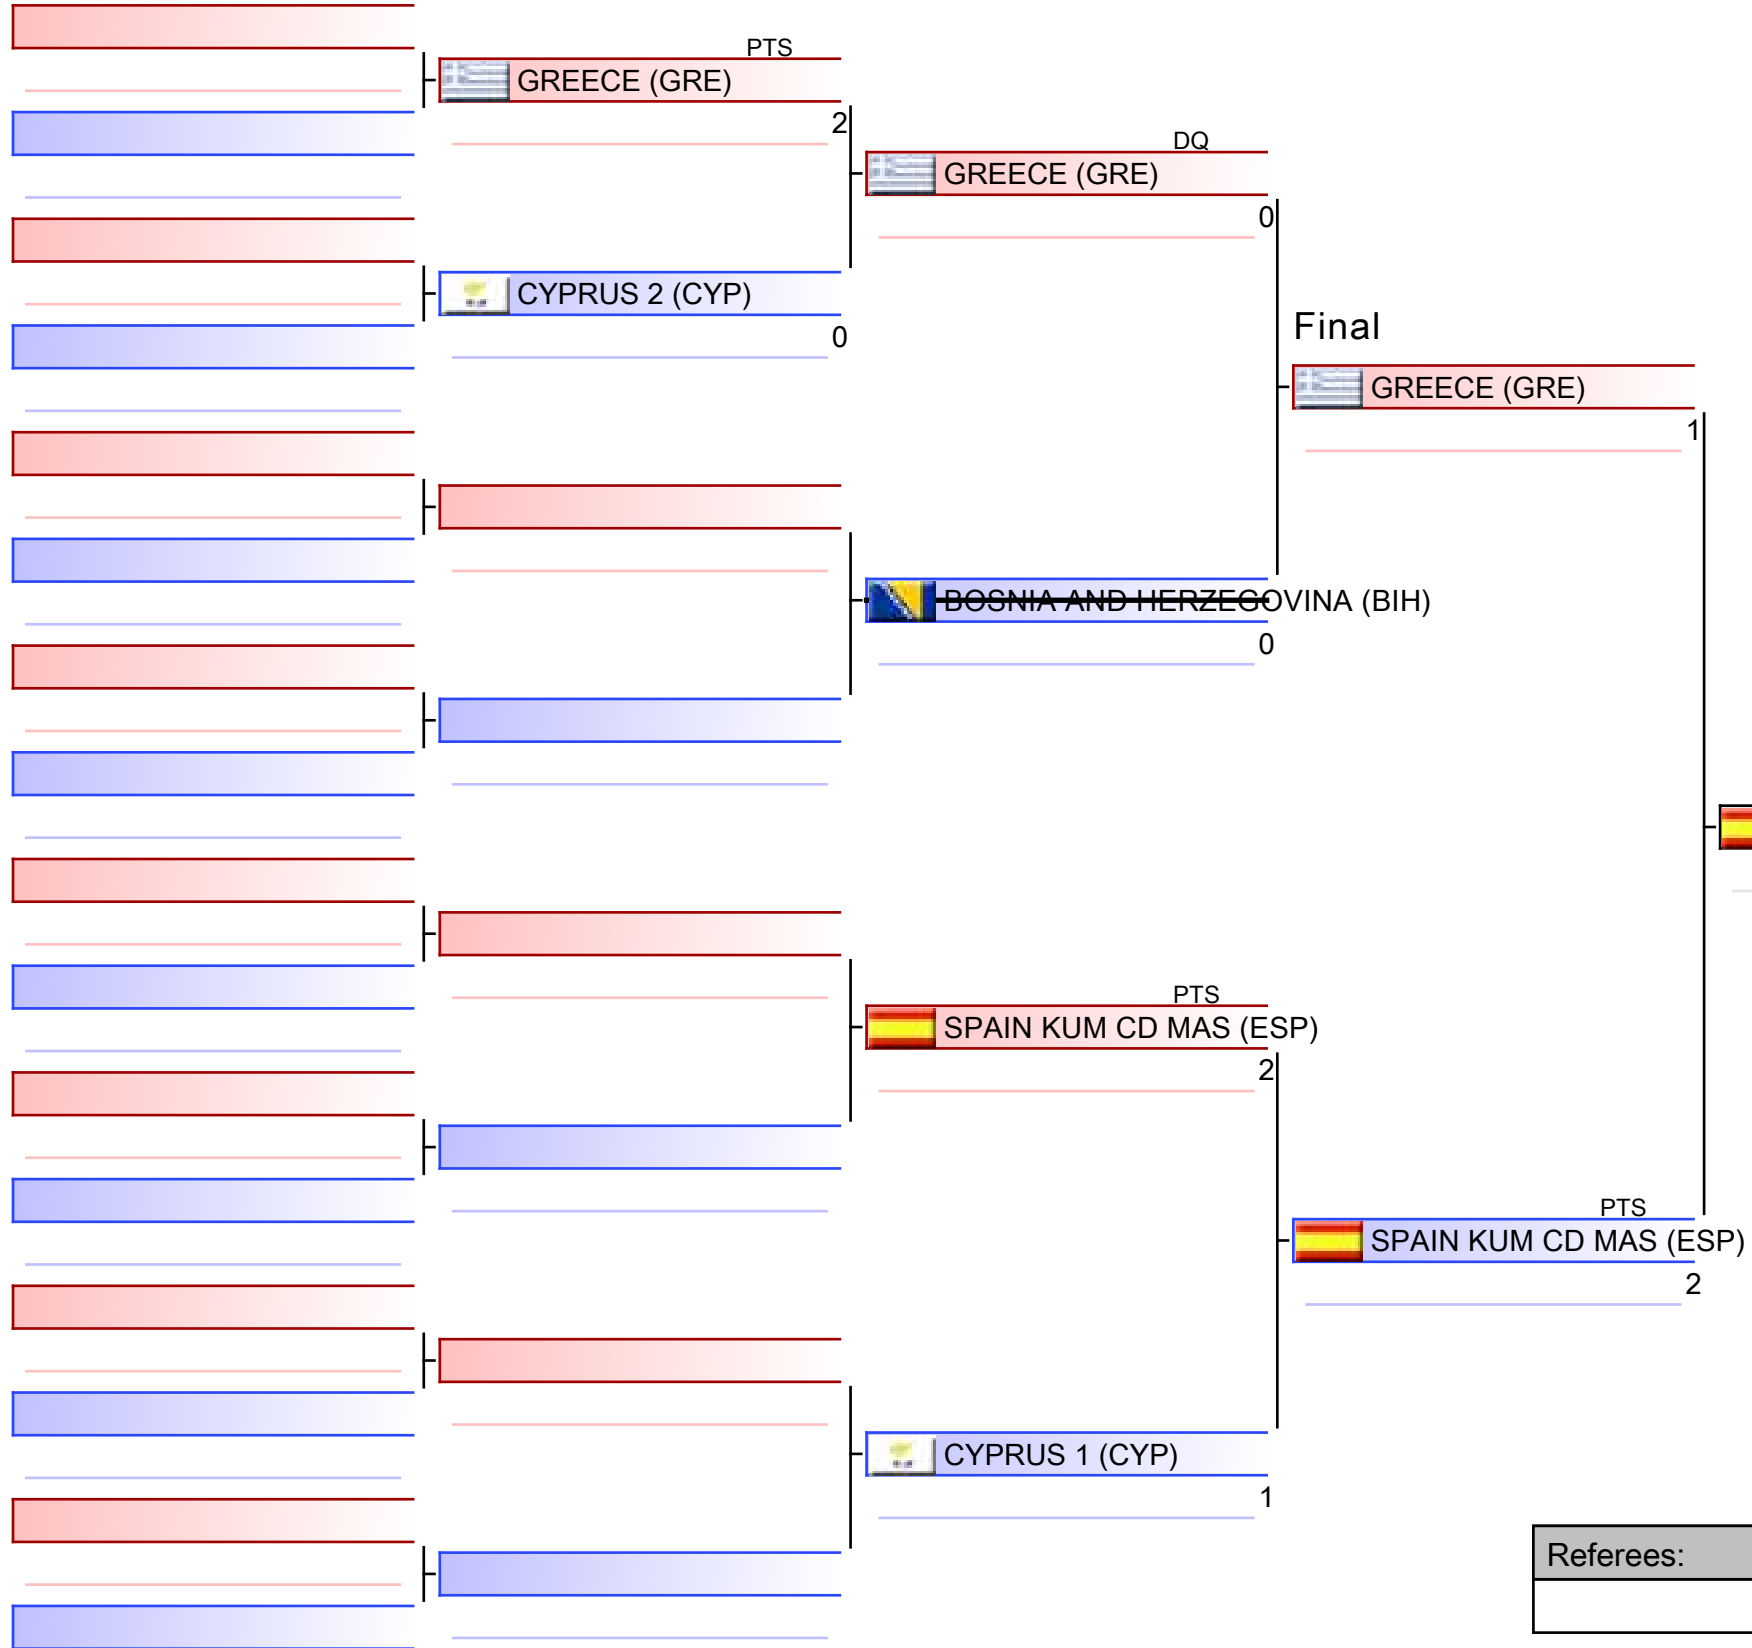 PTS
GREECE (GRE)
2
CYPRUS 2 (CYP)
0
DQ
GREECE (GRE)
0
BOSNIA AND HERZEGOVINA (BIH)
0
PTS
SPAIN KUM CD MAS (ESP)
2
CYPRUS 1 (CYP)
1
Final
GREECE (GRE)
1
PTS
SPAIN KUM CD MAS (ESP)
2
Referees: